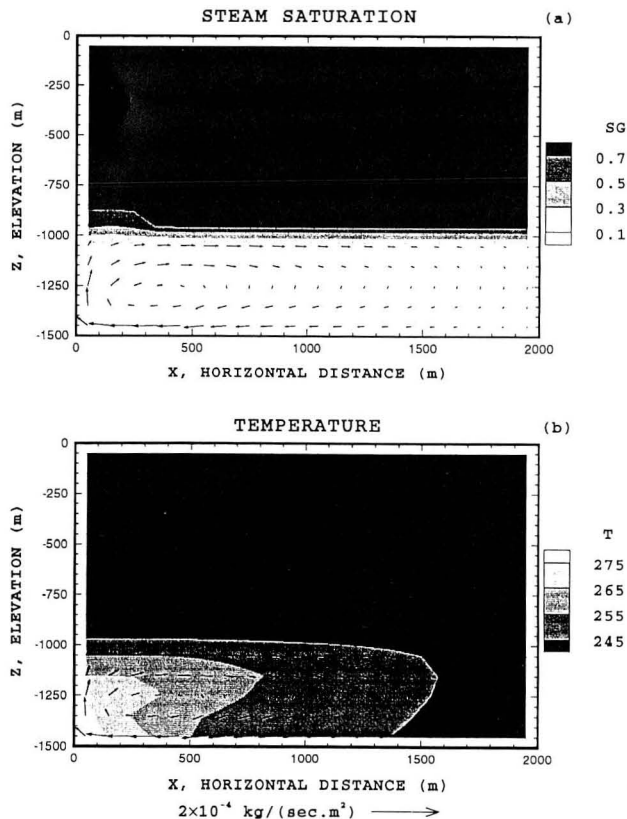 STEAM SATURATION (a)
0
-250
-500
-750
-1000
-1250
-1500
Z, ELEVATION (m)
0 500 1000 1500 2000
X, HORIZONTAL DISTANCE (m)
SG
0.7
0.5
0.3
0.1
TEMPERATURE (b)
0
-250
-500
-750
-1000
-1250
-1500
Z, ELEVATION (m)
0 500 1000 1500 2000
X, HORIZONTAL DISTANCE (m)
T
275
265
255
245
2×10⁻⁴ kg/(sec.m²)